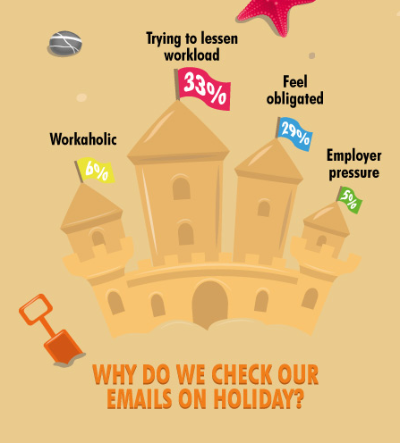 Trying to lessen
workload
33%
Feel
obligated
29%
Workaholic
6%
Employer
pressure
5%
WHY DO WE CHECK OUR
EMAILS ON HOLIDAY?